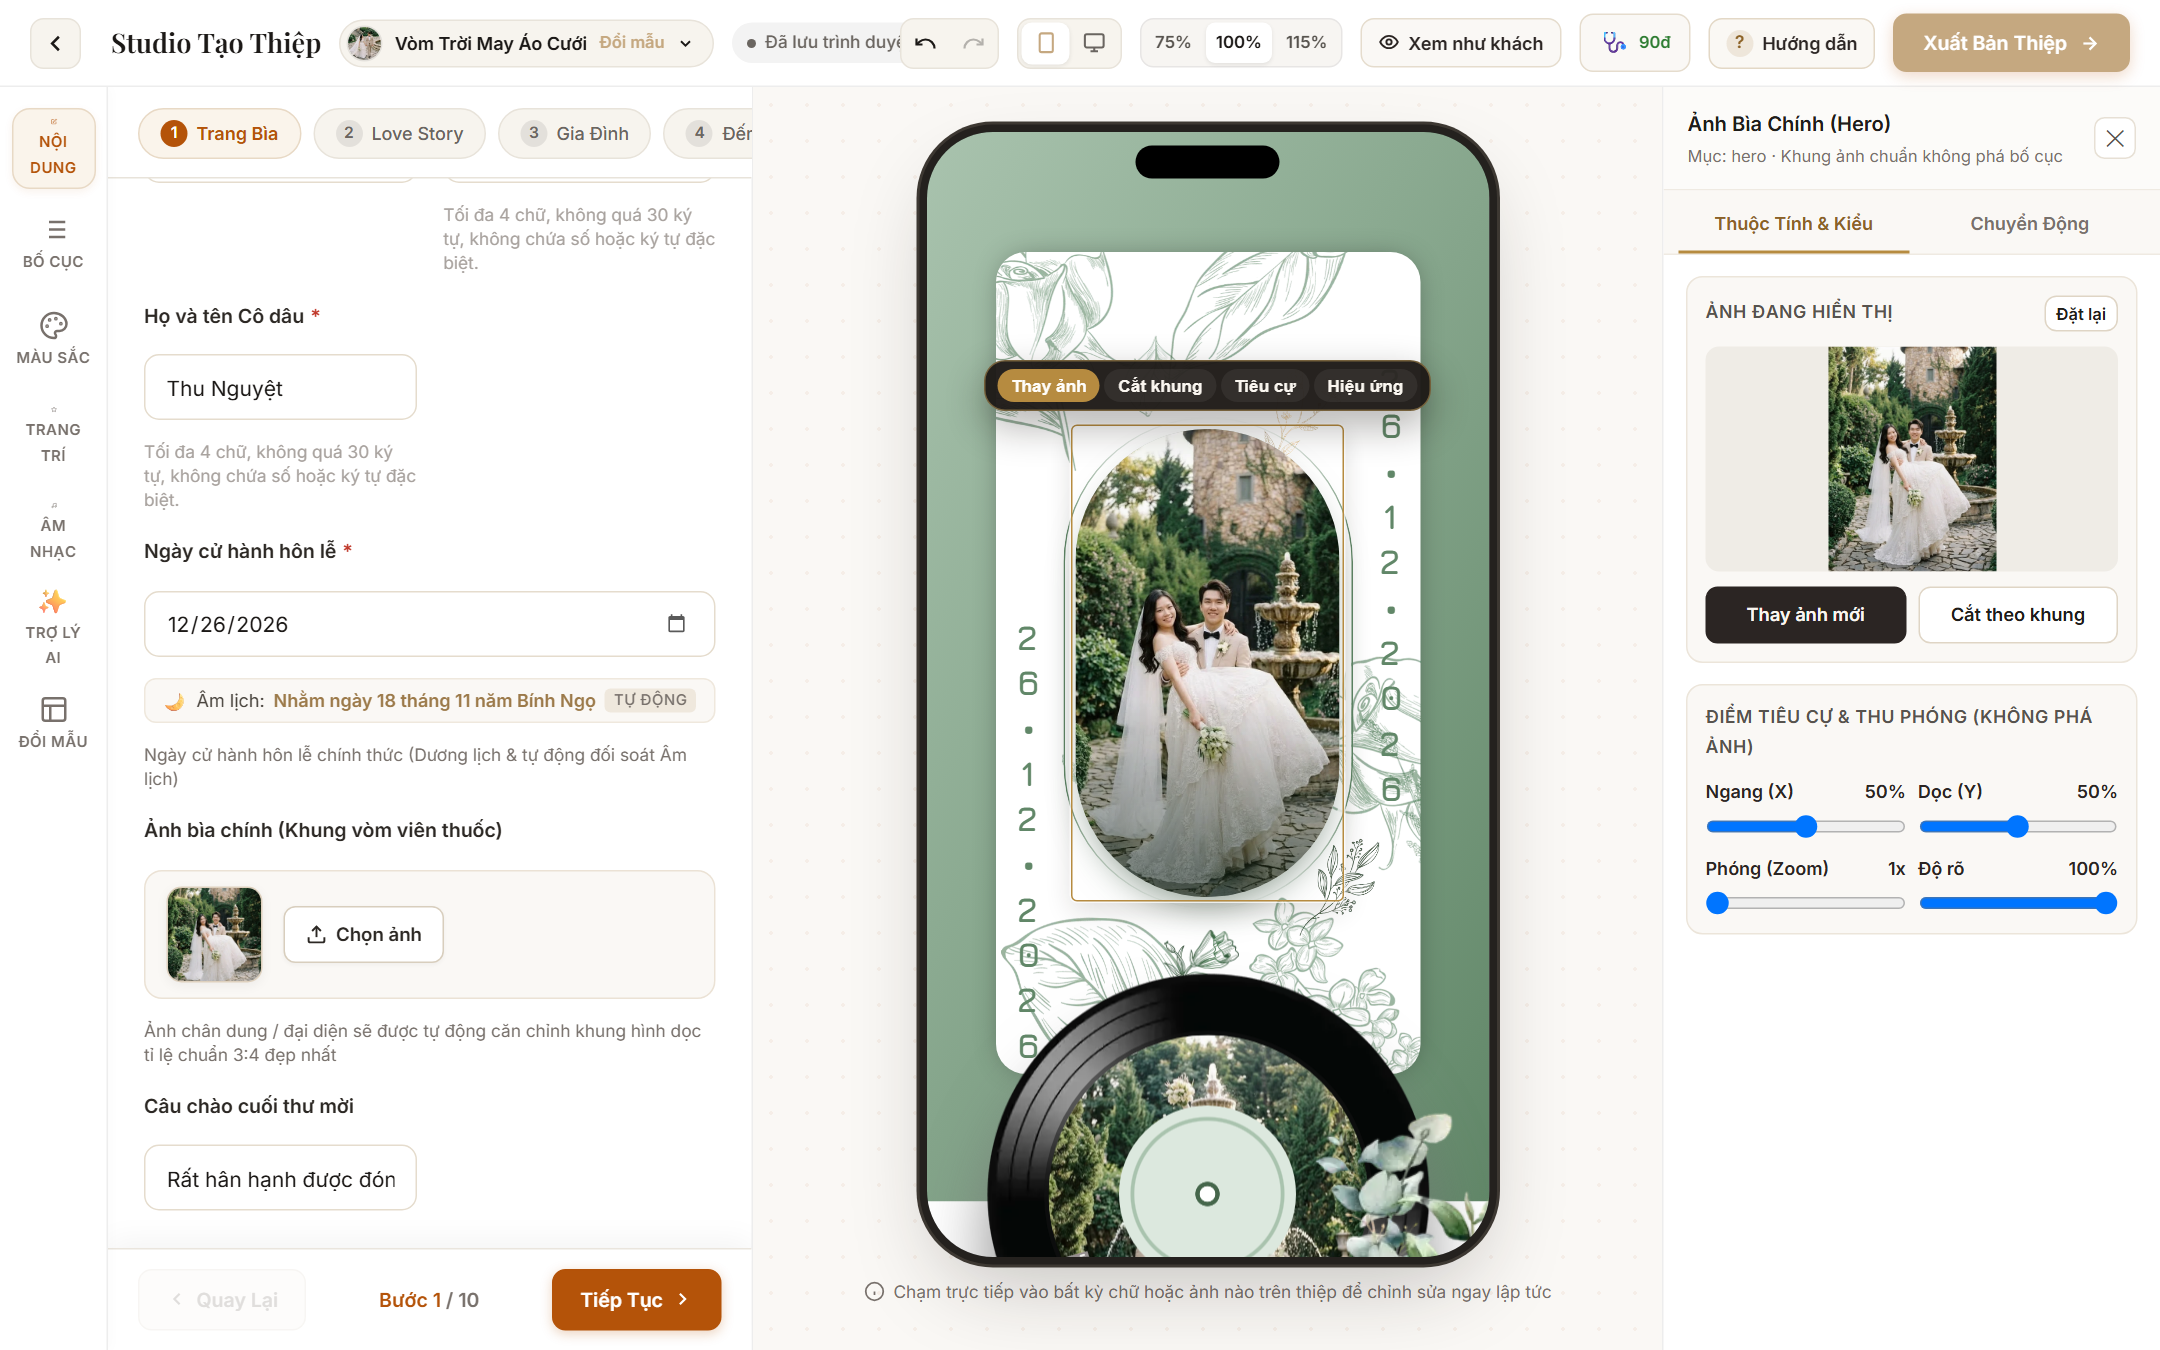 Studio Tạo Thiệp
Vòm Trời May Áo Cưới Đổi mẫu
Đã lưu trình duyệ
75% 100% 115%
Xem như khách
90đ
? Hướng dẫn
Xuất Bản Thiệp
NỘI
DUNG
BỐ CỤC
MÀU SẮC
TRANG
TRÍ
ÂM
NHẠC
TRỢ LÝ
AI
ĐỔI MẪU
1 Trang Bìa
2 Love Story
3 Gia Đình
4 Đến
Tối đa 4 chữ, không quá 30 ký
tự, không chứa số hoặc ký tự đặc
biệt.
Họ và tên Cô dâu *
Thu Nguyệt
Tối đa 4 chữ, không quá 30 ký
tự, không chứa số hoặc ký tự đặc
biệt.
Ngày cử hành hôn lễ *
12/26/2026
Âm lịch: Nhằm ngày 18 tháng 11 năm Bính Ngọ TỰ ĐỘNG
Ngày cử hành hôn lễ chính thức (Dương lịch & tự động đối soát Âm
lịch)
Ảnh bìa chính (Khung vòm viên thuốc)
Chọn ảnh
Ảnh chân dung / đại diện sẽ được tự động căn chỉnh khung hình dọc
tỉ lệ chuẩn 3:4 đẹp nhất
Câu chào cuối thư mời
Rất hân hạnh được đón
Quay Lại
Bước 1 / 10
Tiếp Tục
Thay ảnh Cắt khung Tiêu cự Hiệu ứng
26•12•2026
6•12•2026
Chạm trực tiếp vào bất kỳ chữ hoặc ảnh nào trên thiệp để chỉnh sửa ngay lập tức
Ảnh Bìa Chính (Hero)
Mục: hero · Khung ảnh chuẩn không phá bố cục
Thuộc Tính & Kiểu
Chuyển Động
ẢNH ĐANG HIỂN THỊ
Đặt lại
Thay ảnh mới
Cắt theo khung
ĐIỂM TIÊU CỰ & THU PHÓNG (KHÔNG PHÁ
ẢNH)
Ngang (X) 50% Dọc (Y) 50%
Phóng (Zoom) 1x Độ rõ 100%